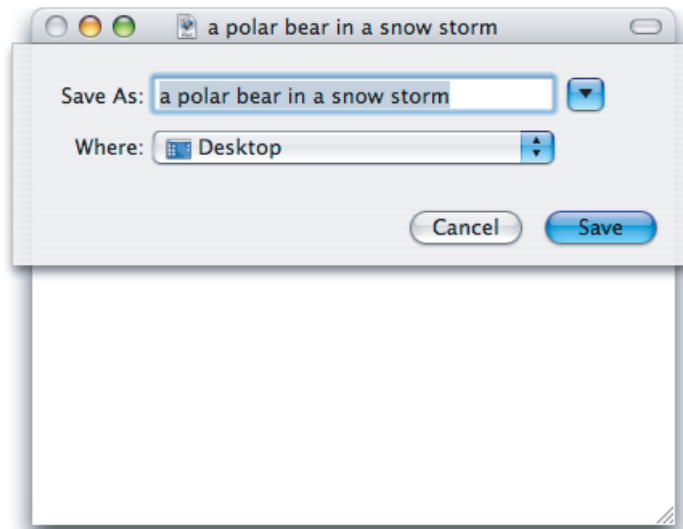 a polar bear in a snow storm
Save As: a polar bear in a snow storm
Where: Desktop
Cancel Save